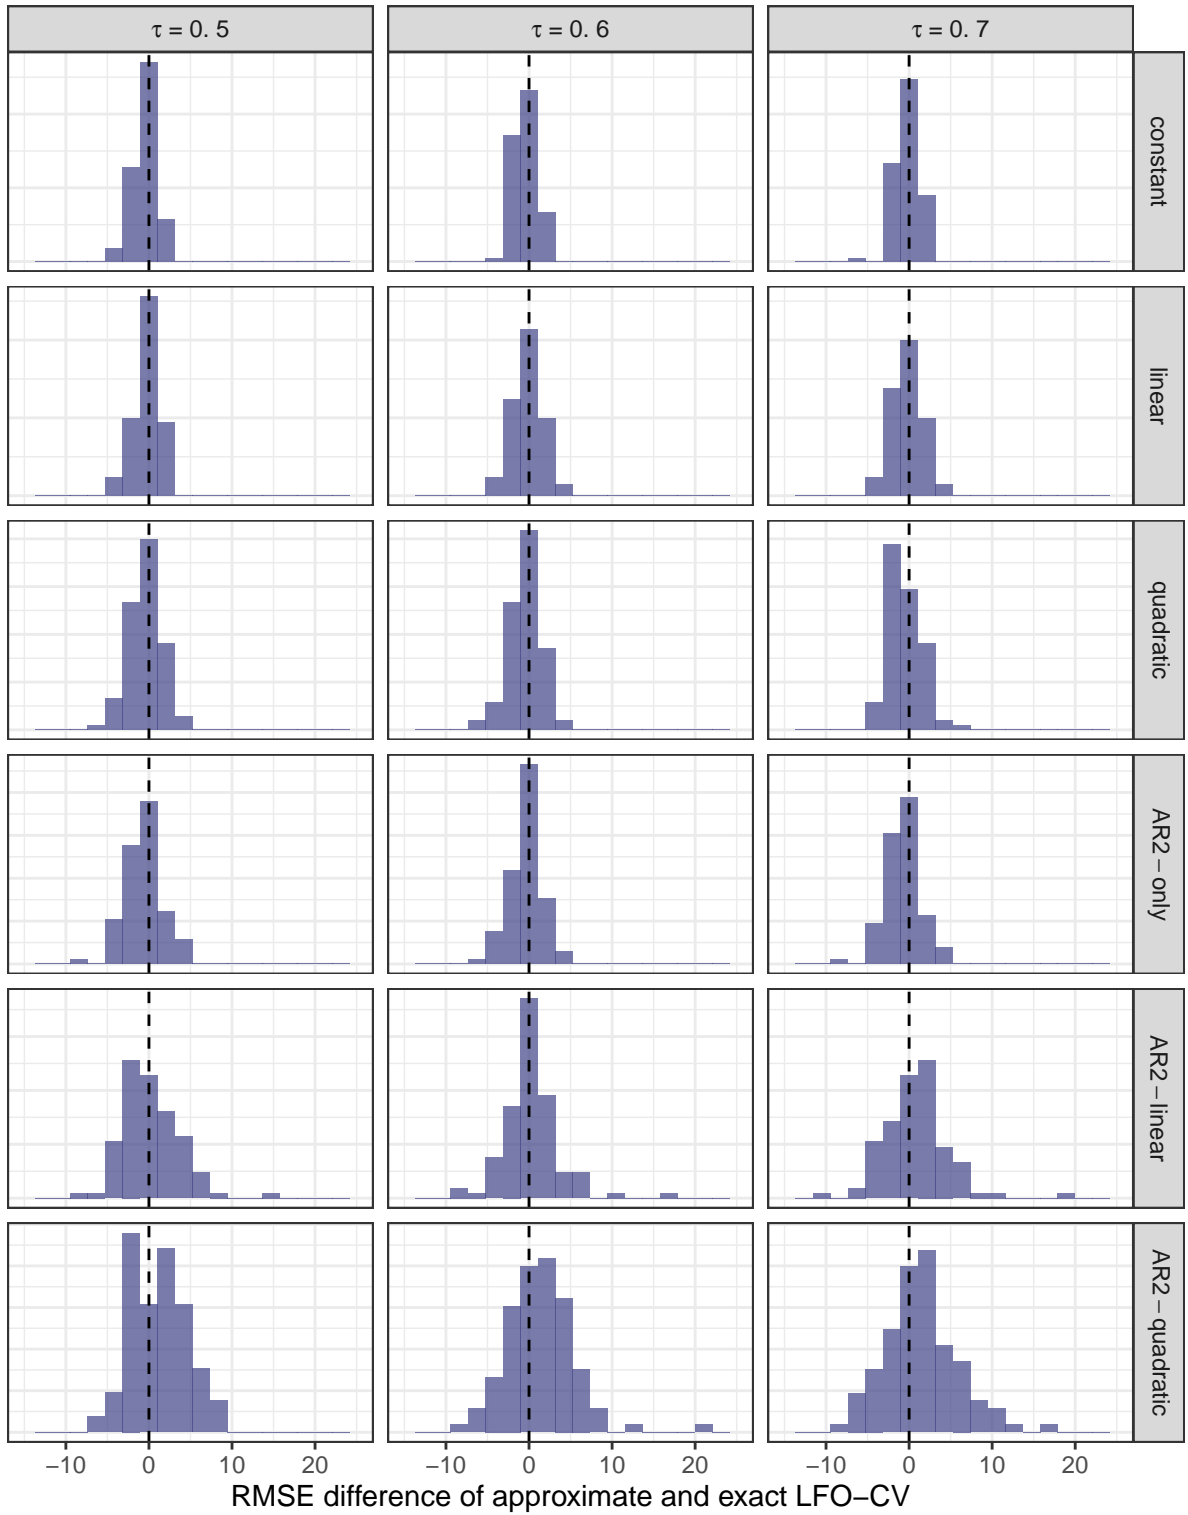 τ = 0.5
τ = 0.6
τ = 0.7
constant
linear
quadratic
AR2−only
AR2−linear
AR2−quadratic
−10 0 10 20
−10 0 10 20
−10 0 10 20
RMSE difference of approximate and exact LFO−CV